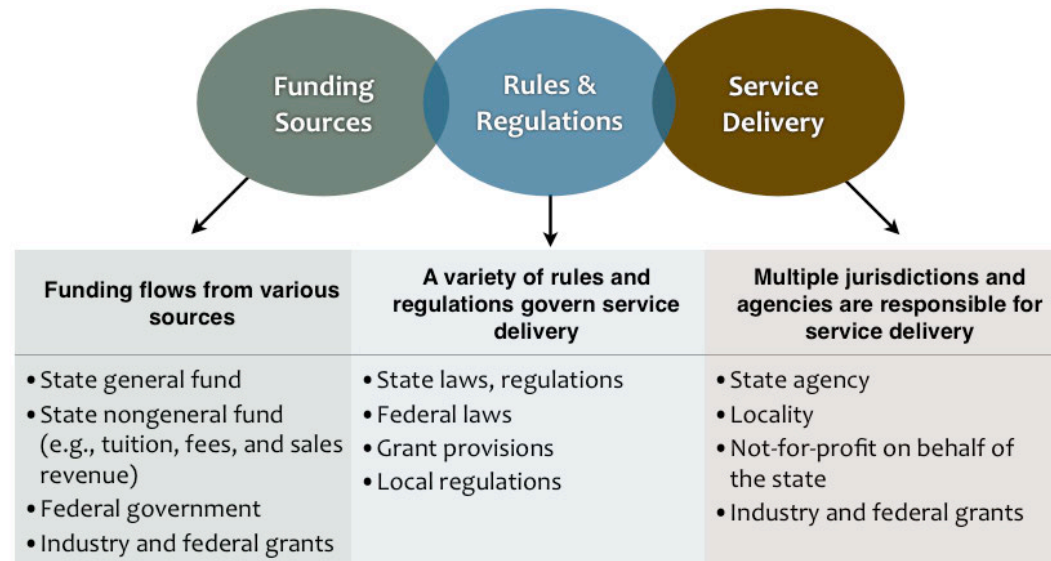 Funding
Sources
Rules &
Regulations
Service
Delivery
Funding flows from various
sources
• State general fund
• State nongeneral fund
(e.g., tuition, fees, and sales
revenue)
• Federal government
• Industry and federal grants
A variety of rules and
regulations govern service
delivery
• State laws, regulations
• Federal laws
• Grant provisions
• Local regulations
Multiple jurisdictions and
agencies are responsible for
service delivery
• State agency
• Locality
• Not-for-profit on behalf of
the state
• Industry and federal grants